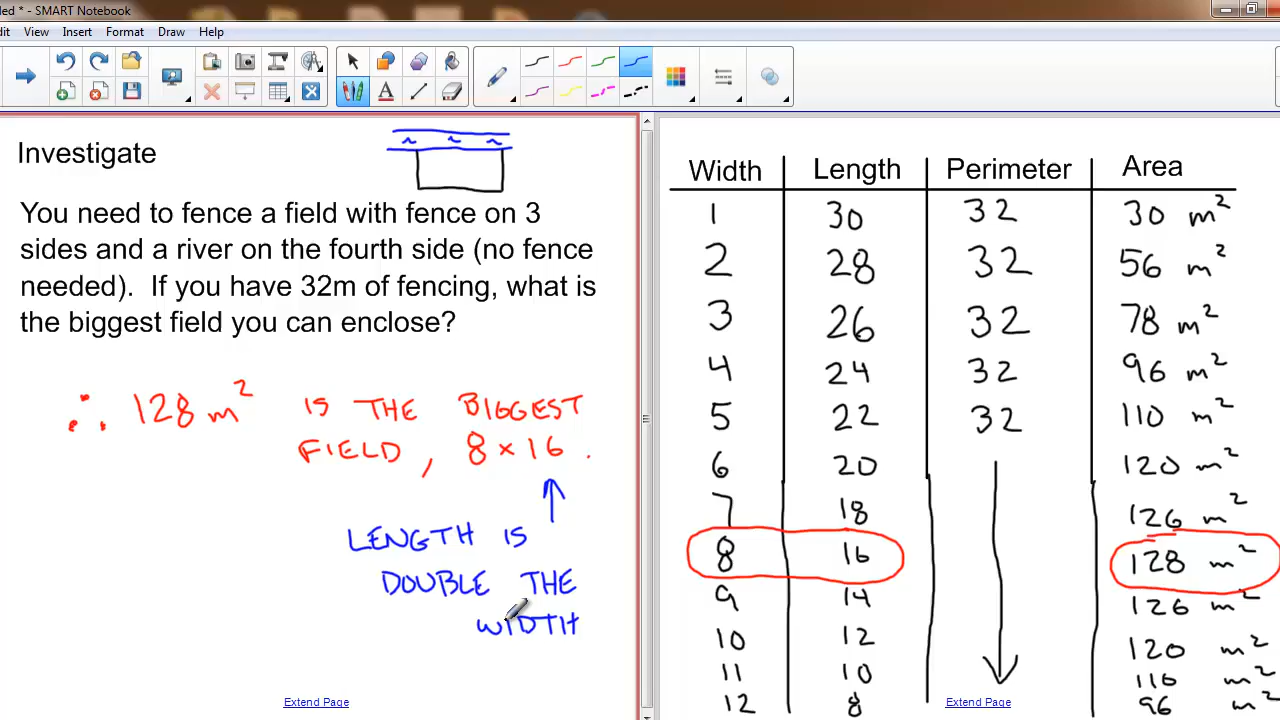 led * - SMART Notebook
dit View Insert Format Draw Help
Investigate
You need to fence a field with fence on 3
sides and a river on the fourth side (no fence
needed). If you have 32m of fencing, what is
the biggest field you can enclose?
∴ 128 m² IS THE BIGGEST
FIELD, 8 × 16.
LENGTH IS
DOUBLE THE
WIDTH
Extend Page
Width Length Perimeter Area
1 30 32 30 m²
2 28 32 56 m²
3 26 32 78 m²
4 24 32 96 m²
5 22 32 110 m²
6 20 120 m²
7 18 126 m²
8 16 128 m²
9 14 126 m²
10 12 120 m²
11 10 110 m²
12 8 96 m²
Extend Page